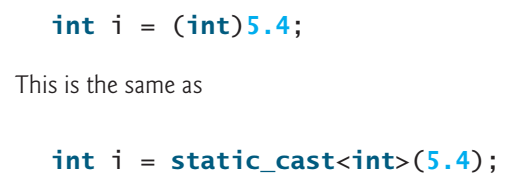 int i = (int)5.4;
This is the same as
int i = static_cast<int>(5.4);